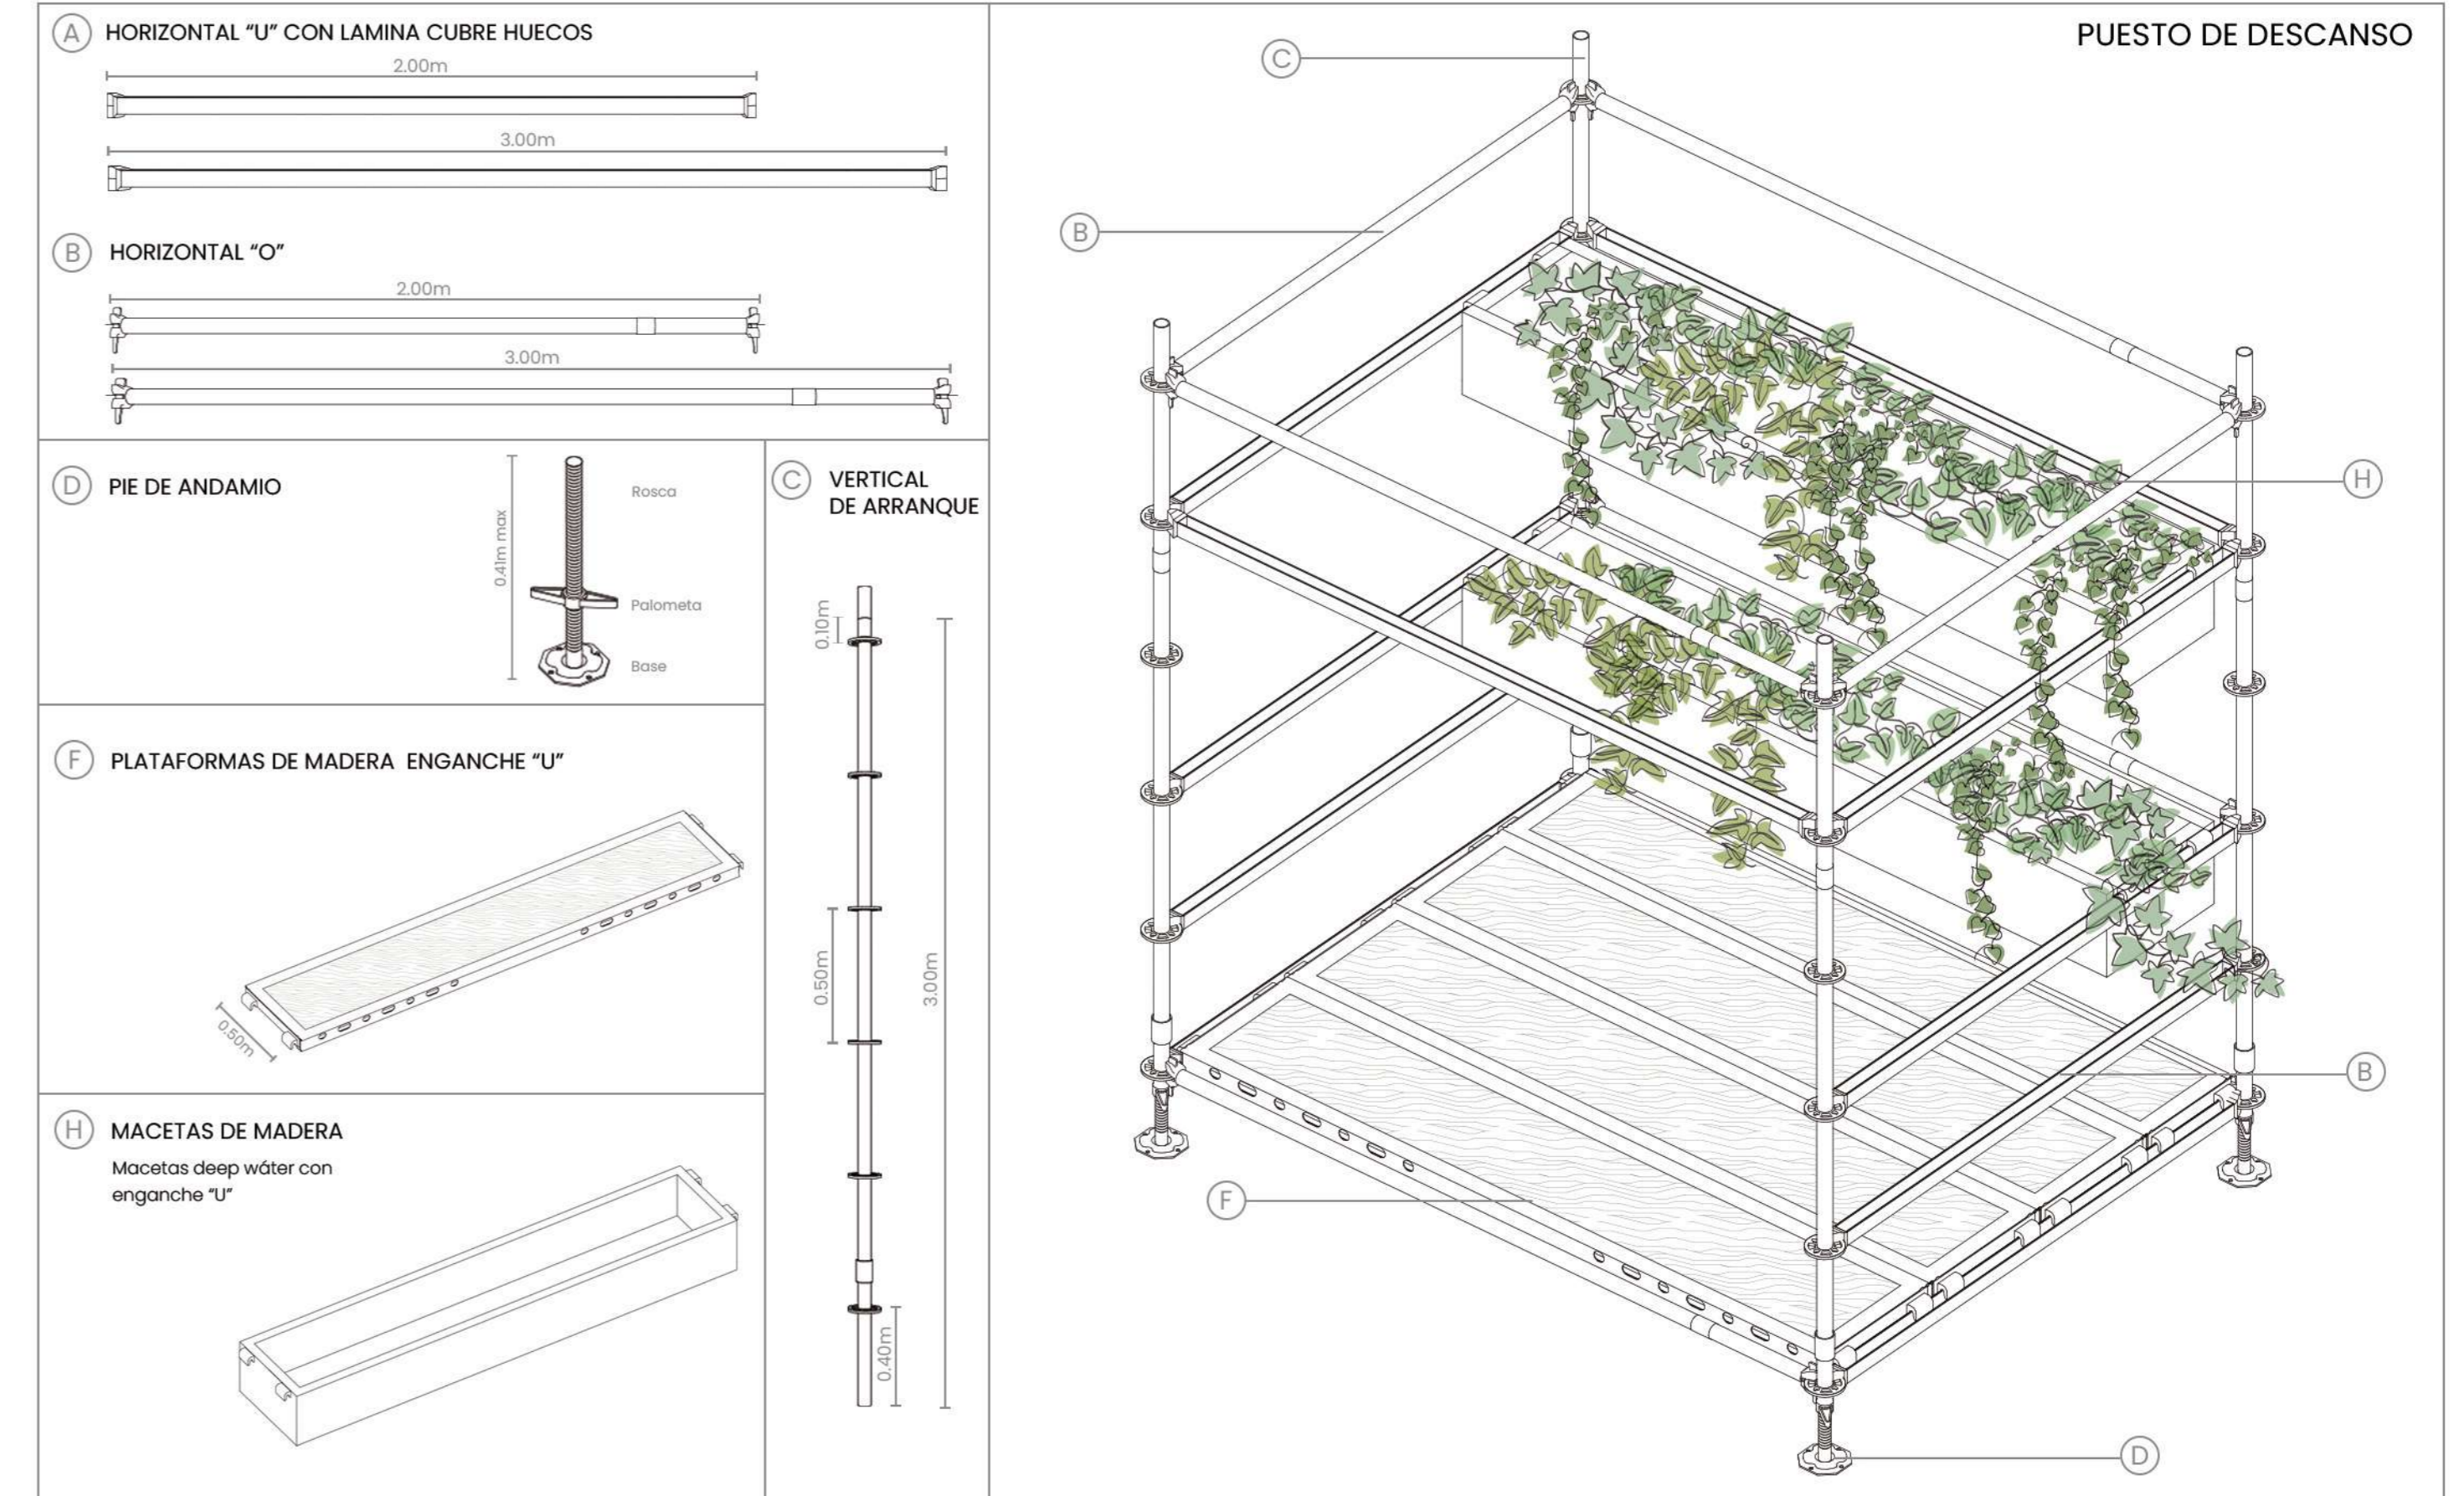 A HORIZONTAL “U” CON LAMINA CUBRE HUECOS
2.00m
3.00m
B HORIZONTAL “O”
2.00m
3.00m
D PIE DE ANDAMIO
0.41m max
Rosca
Palometa
Base
C VERTICAL
DE ARRANQUE
0.10m
0.50m
3.00m
0.40m
F PLATAFORMAS DE MADERA ENGANCHE “U”
0.50m
H MACETAS DE MADERA
Macetas deep wáter con
enganche “U”
PUESTO DE DESCANSO
C
B
H
B
F
D